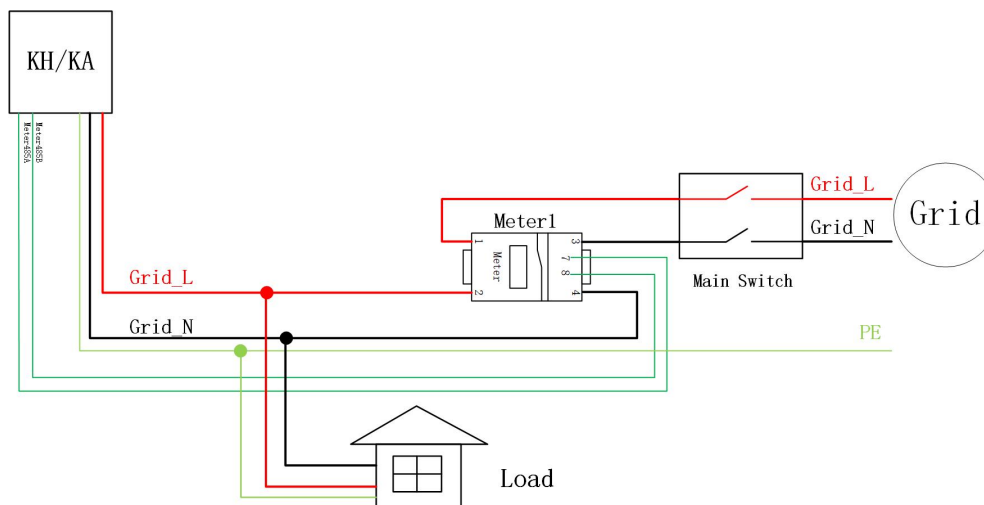 KH/KA
Meter485B
Meter485A
Grid_L
Grid_L
Grid
Meter1
Grid_N
1
3
Meter
7
8
Main Switch
Grid_L
2
4
Grid_N
PE
Load